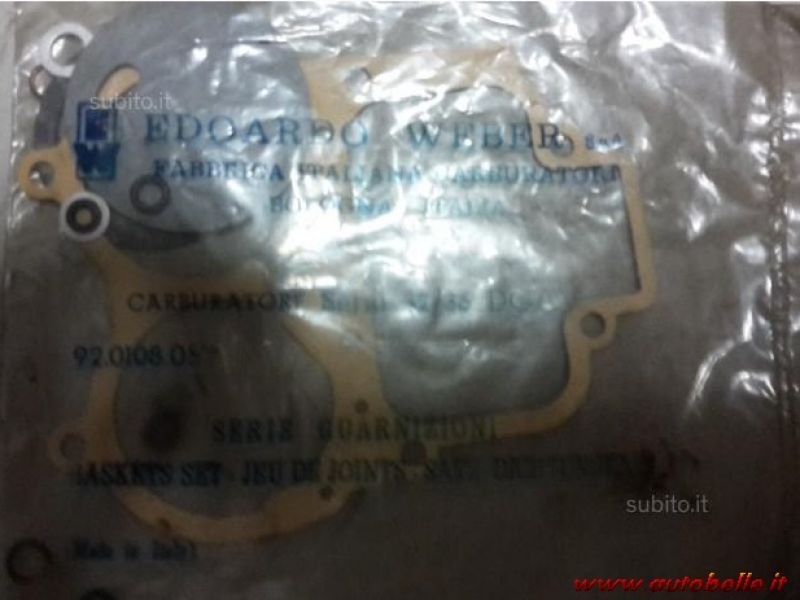 subito.it
EDOARDO WEBER S.p.A.
FABBRICA ITALIANA CARBURATORI
BOLOGNA ITALIA
CARBURATORE
92.0108.05
SERIE GUARNIZIONI
GASKETS SET - JEU DE JOINTS
Made in Italy
subito.it
www.autobelle.it